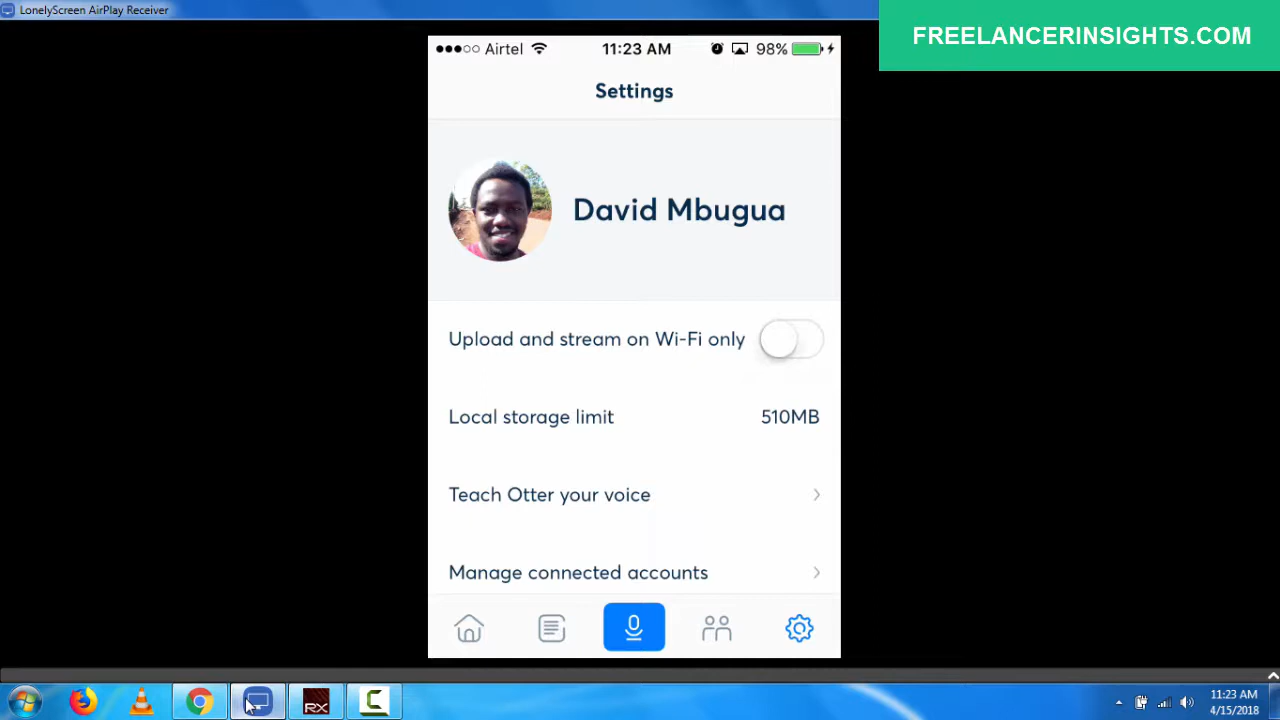 LonelyScreen AirPlay Receiver
FREELANCERINSIGHTS.COM
Airtel 11:23 AM 98%
Settings
David Mbugua
Upload and stream on Wi-Fi only
Local storage limit 510MB
Teach Otter your voice
Manage connected accounts
RX
C
11:23 AM
4/15/2018